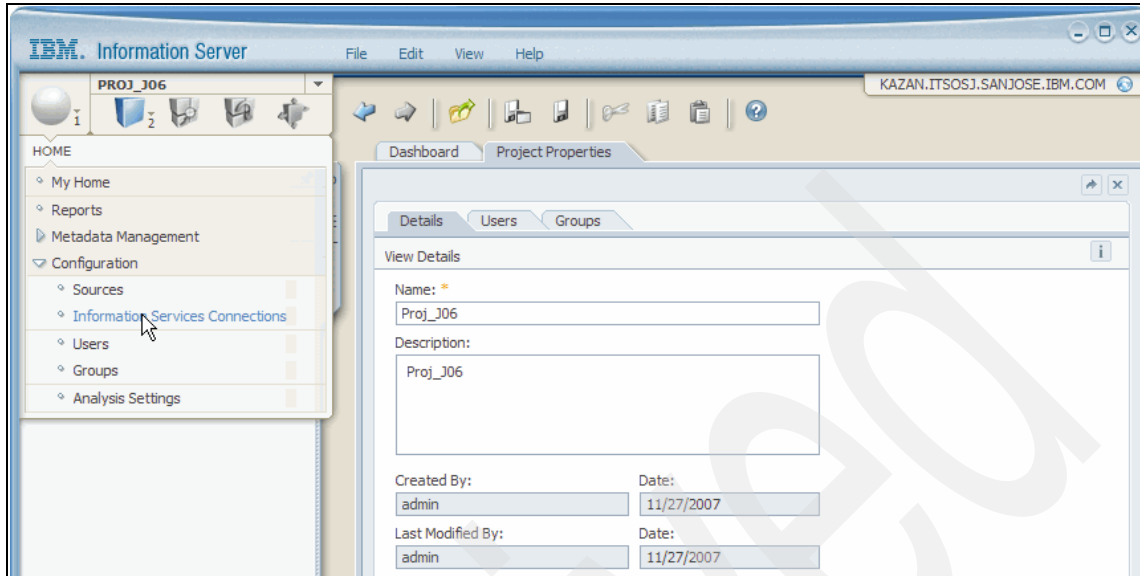 IBM. Information Server
File Edit View Help
PROJ_J06
KAZAN.ITSOSJ.SANJOSE.IBM.COM
1
2
HOME
My Home
Reports
Metadata Management
Configuration
Sources
Information Services Connections
Users
Groups
Analysis Settings
Dashboard
Project Properties
Details
Users
Groups
View Details
i
Name: *
Proj_J06
Description:
Proj_J06
Created By:
Date:
admin
11/27/2007
Last Modified By:
Date:
admin
11/27/2007